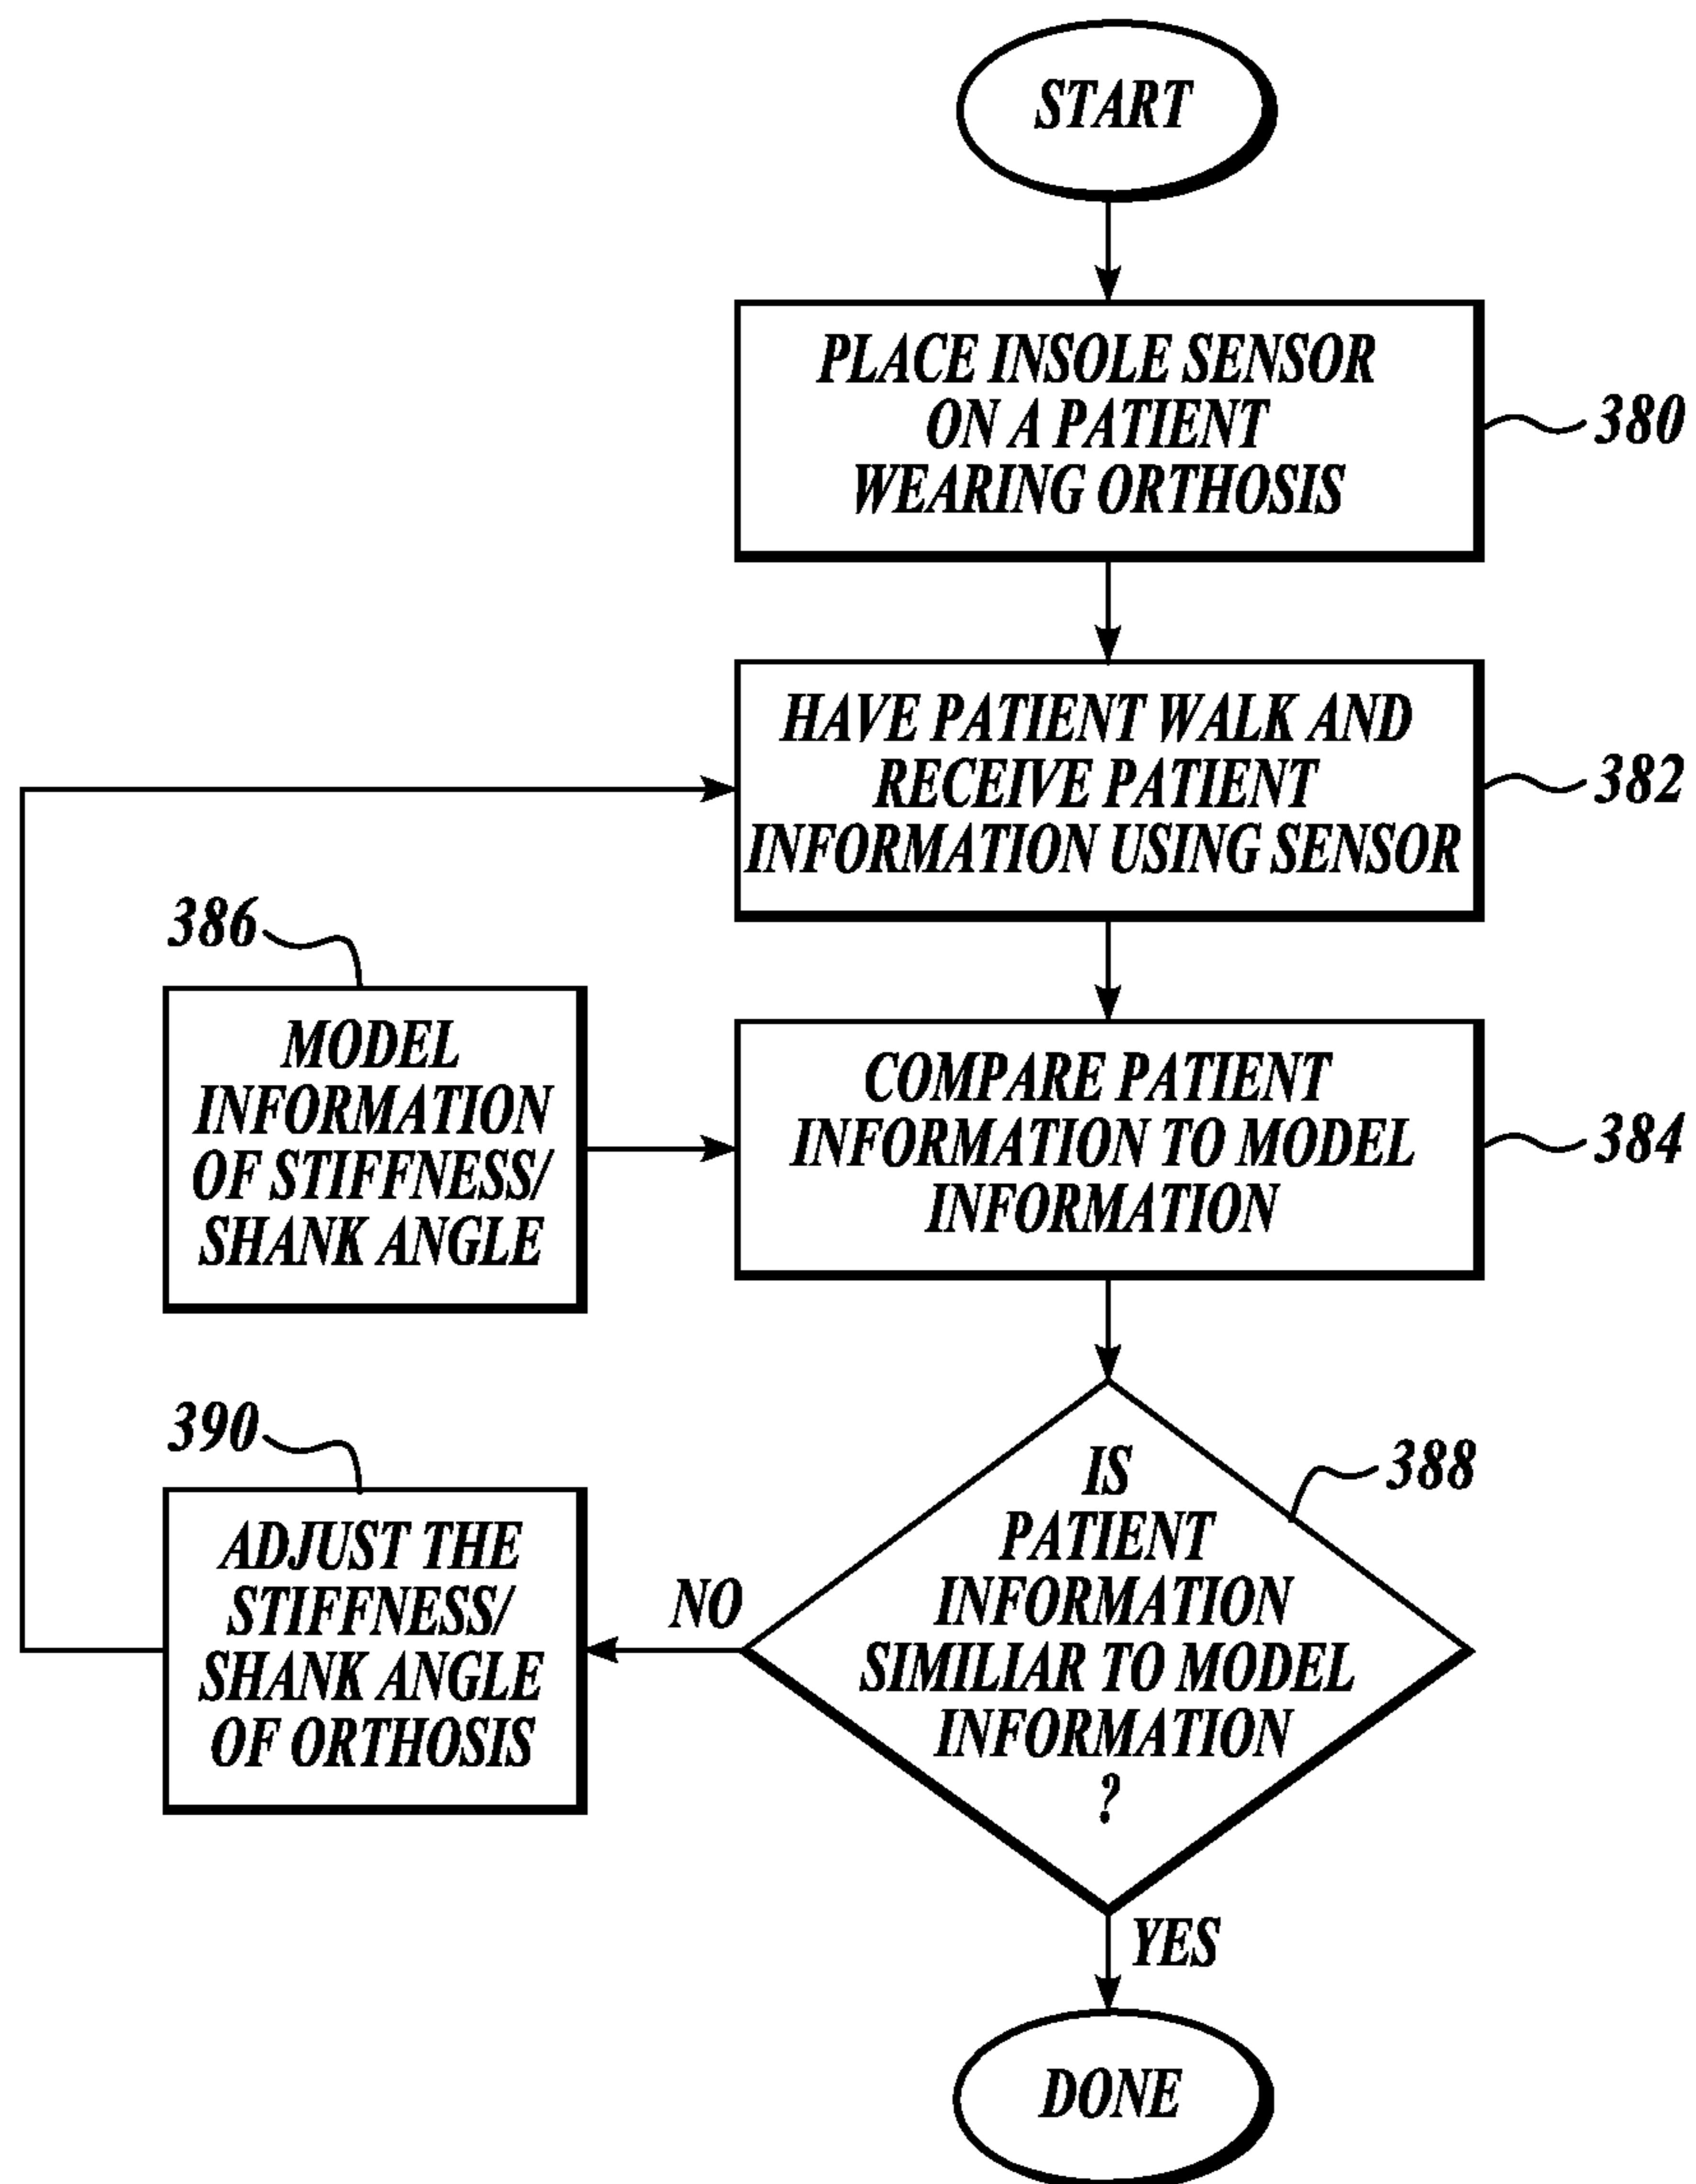 START
PLACE INSOLE SENSOR
ON A PATIENT
WEARING ORTHOSIS
380
HAVE PATIENT WALK AND
RECEIVE PATIENT
INFORMATION USING SENSOR
382
386
MODEL
INFORMATION
OF STIFFNESS/
SHANK ANGLE
COMPARE PATIENT
INFORMATION TO MODEL
INFORMATION
384
IS
PATIENT
INFORMATION
SIMILIAR TO MODEL
INFORMATION
?
388
NO
390
ADJUST THE
STIFFNESS/
SHANK ANGLE
OF ORTHOSIS
YES
DONE